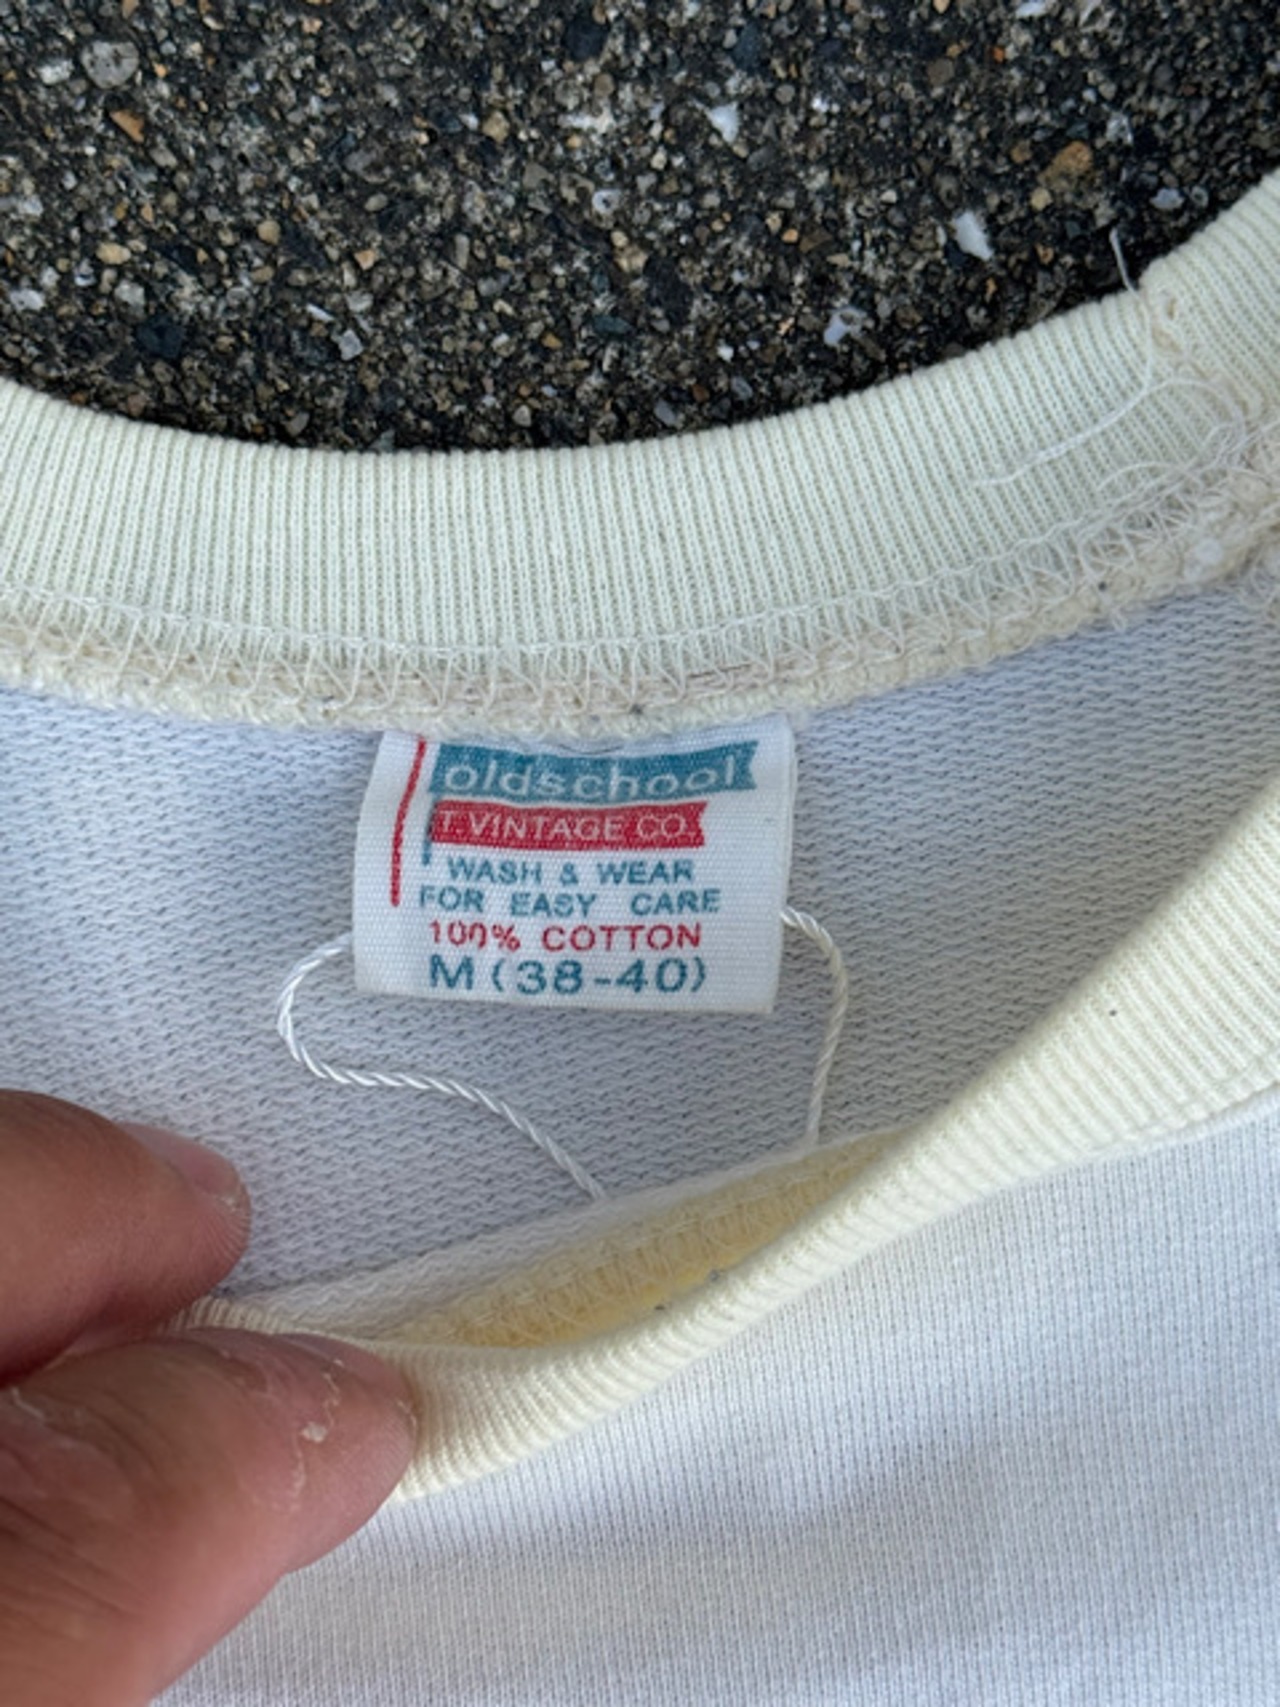 oldschool
T.VINTAGE CO.
WASH & WEAR
FOR EASY CARE
100% COTTON
M (38-40)